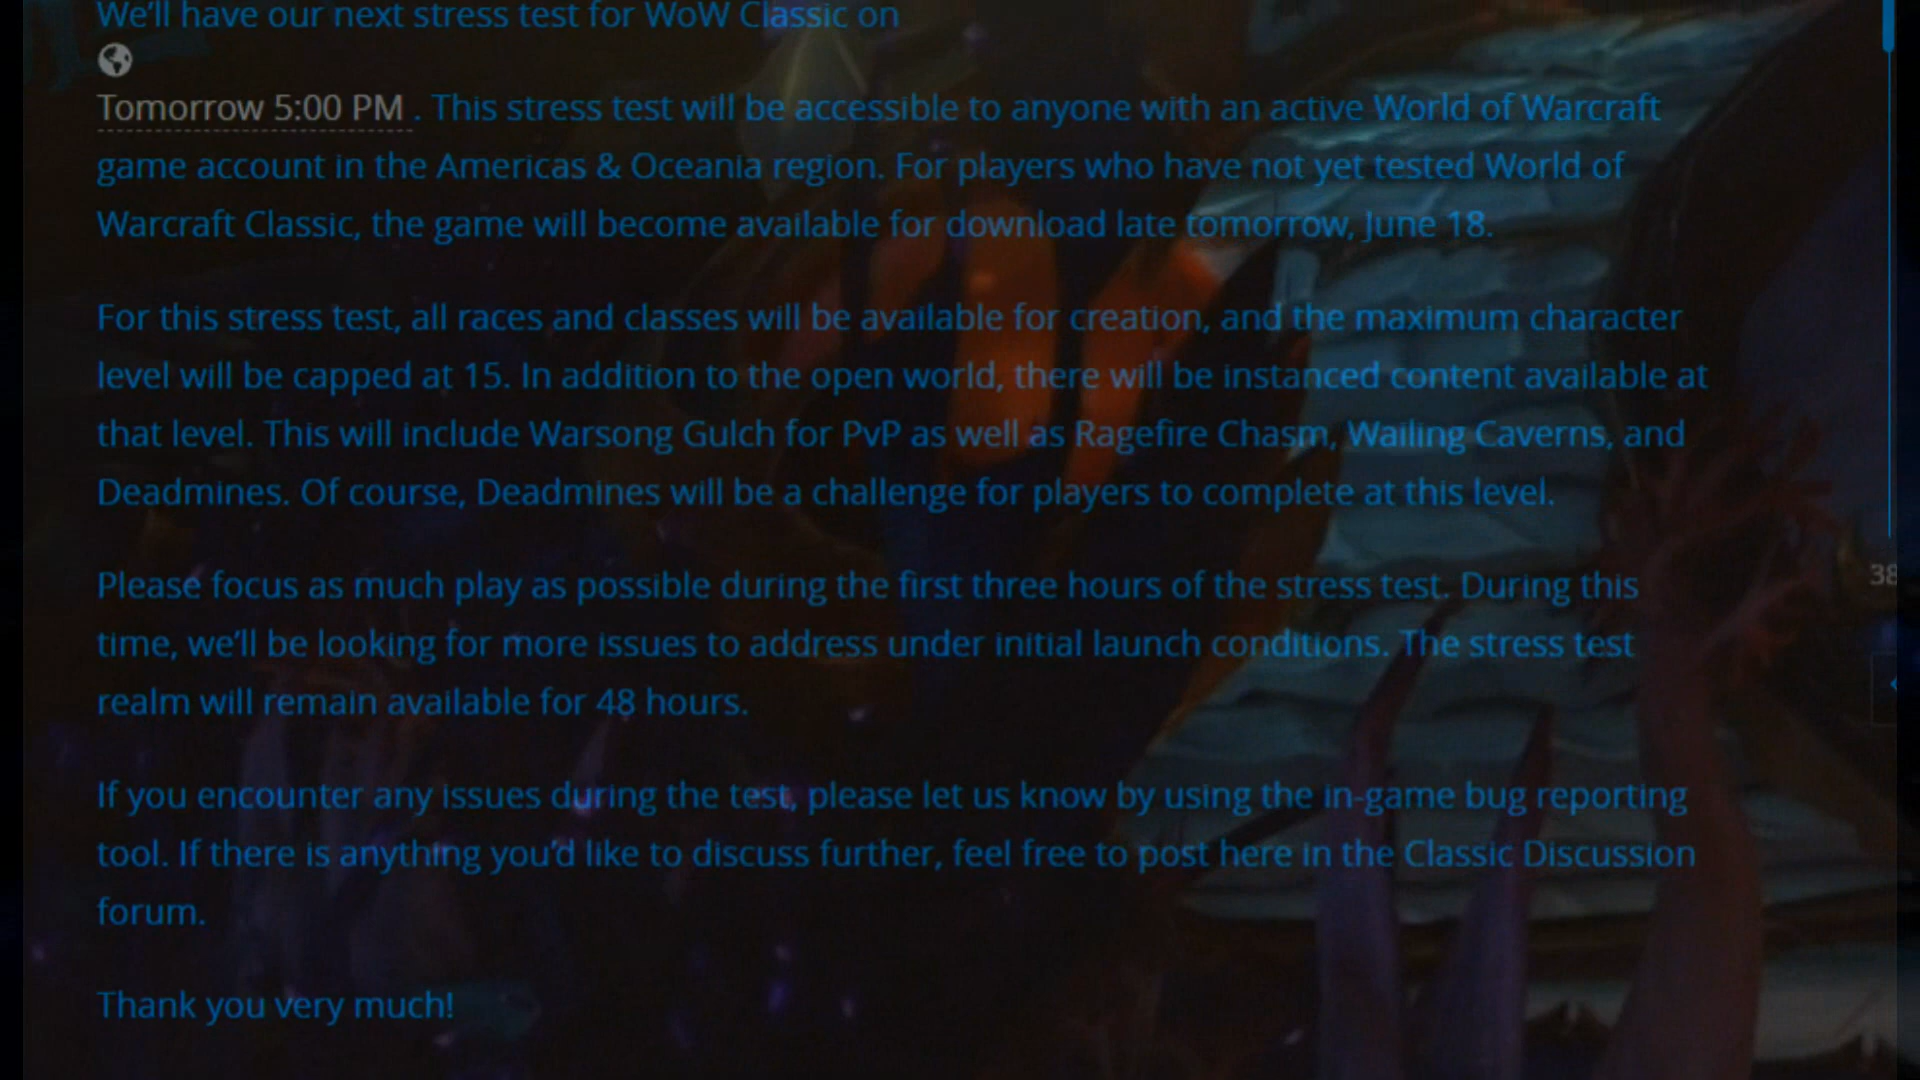 We'll have our next stress test for WoW Classic on
Tomorrow 5:00 PM . This stress test will be accessible to anyone with an active World of Warcraft
game account in the Americas & Oceania region. For players who have not yet tested World of
Warcraft Classic, the game will become available for download late tomorrow, June 18.
For this stress test, all races and classes will be available for creation, and the maximum character
level will be capped at 15. In addition to the open world, there will be instanced content available at
that level. This will include Warsong Gulch for PvP as well as Ragefire Chasm, Wailing Caverns, and
Deadmines. Of course, Deadmines will be a challenge for players to complete at this level.
Please focus as much play as possible during the first three hours of the stress test. During this
38
time, we'll be looking for more issues to address under initial launch conditions. The stress test
realm will remain available for 48 hours.
If you encounter any issues during the test, please let us know by using the in-game bug reporting
tool. If there is anything you'd like to discuss further, feel free to post here in the Classic Discussion
forum.
Thank you very much!